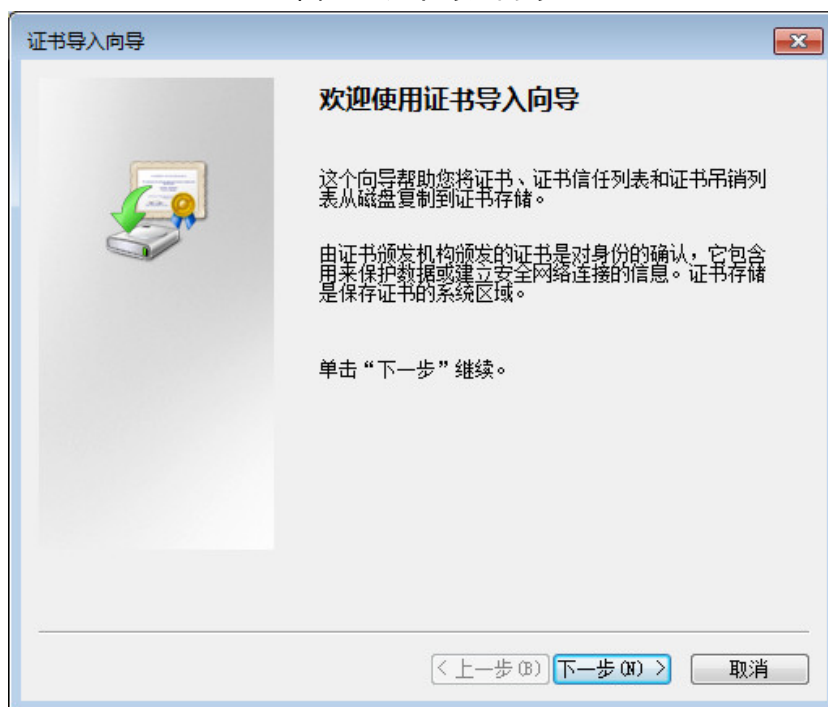 证书导入向导
欢迎使用证书导入向导
这个向导帮助您将证书、证书信任列表和证书吊销列
表从磁盘复制到证书存储。
由证书颁发机构颁发的证书是对身份的确认，它包含
用来保护数据或建立安全网络连接的信息。证书存储
是保存证书的系统区域。
单击“下一步”继续。
< 上一步(B) 下一步(N) > 取消